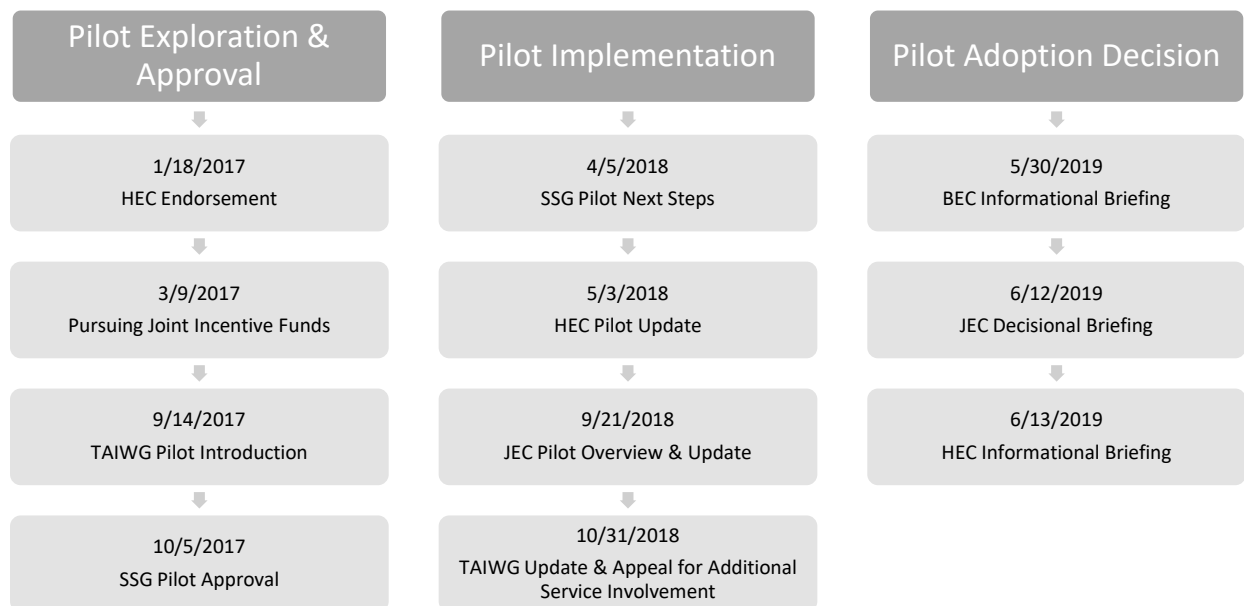 Pilot Exploration &
Approval
1/18/2017
HEC Endorsement
3/9/2017
Pursuing Joint Incentive Funds
9/14/2017
TAIWG Pilot Introduction
10/5/2017
SSG Pilot Approval
Pilot Implementation
4/5/2018
SSG Pilot Next Steps
5/3/2018
HEC Pilot Update
9/21/2018
JEC Pilot Overview & Update
10/31/2018
TAIWG Update & Appeal for Additional
Service Involvement
Pilot Adoption Decision
5/30/2019
BEC Informational Briefing
6/12/2019
JEC Decisional Briefing
6/13/2019
HEC Informational Briefing